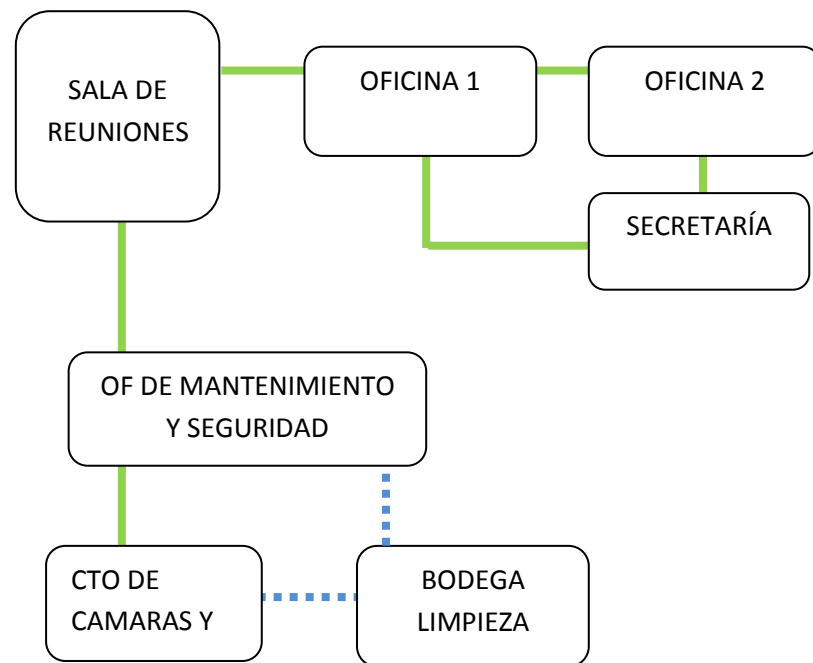 SALA DE
REUNIONES
OFICINA 1
OFICINA 2
SECRETARÍA
OF DE MANTENIMIENTO
Y SEGURIDAD
CTO DE
CAMARAS Y
BODEGA
LIMPIEZA